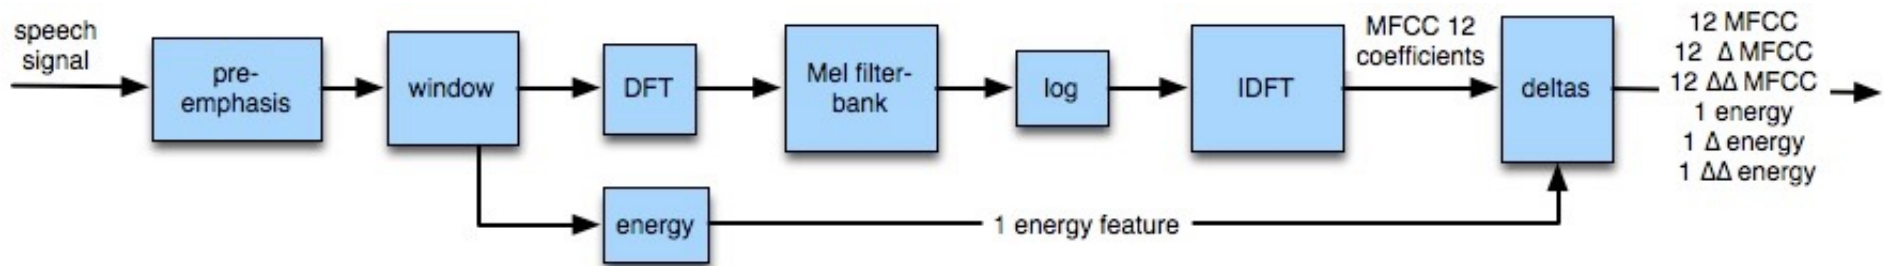 speech
signal
pre-
emphasis
window
DFT
Mel filter-
bank
log
IDFT
MFCC 12
coefficients
deltas
12 MFCC
12 Δ MFCC
12 ΔΔ MFCC
1 energy
1 Δ energy
1 ΔΔ energy
energy
1 energy feature